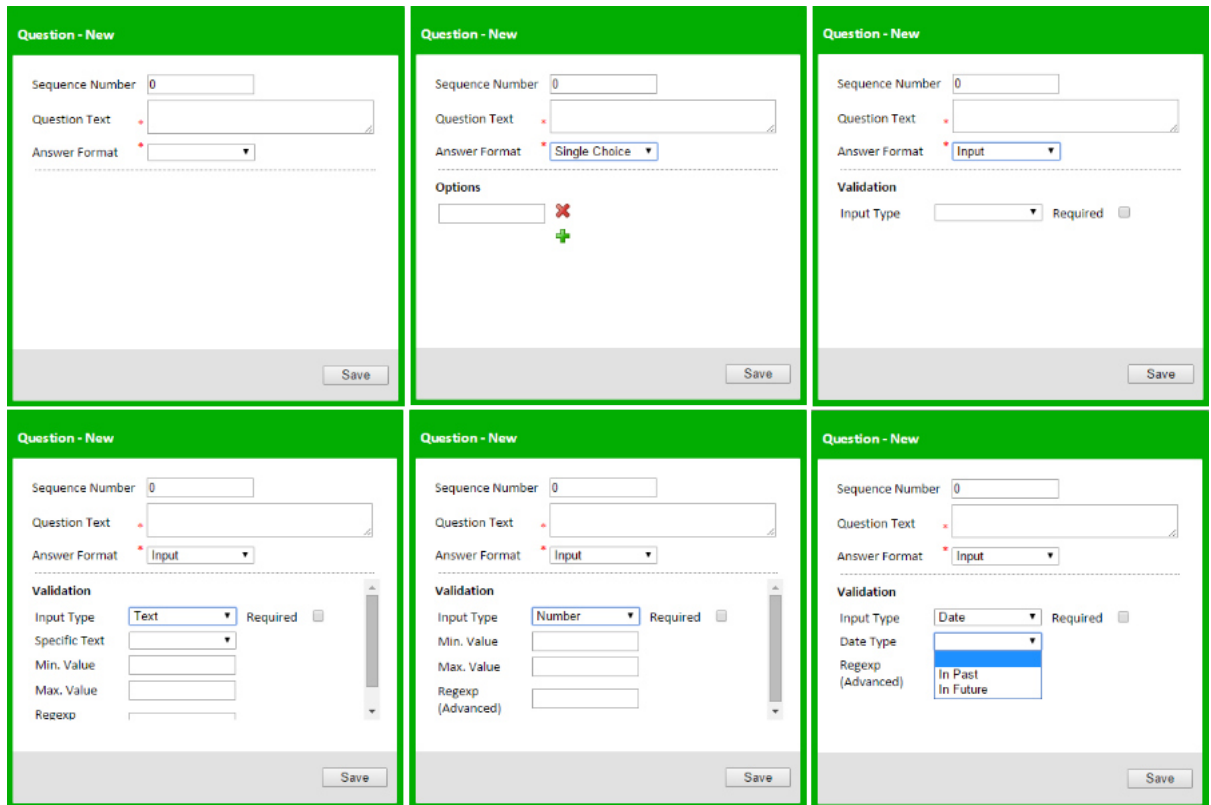 Question - New
Sequence Number 0
Question Text *
Answer Format *
Save
Question - New
Sequence Number 0
Question Text *
Answer Format * Single Choice
Options
Save
Question - New
Sequence Number 0
Question Text *
Answer Format * Input
Validation
Input Type Required
Save
Question - New
Sequence Number 0
Question Text *
Answer Format * Input
Validation
Input Type Text Required
Specific Text
Min. Value
Max. Value
Regexp
Save
Question - New
Sequence Number 0
Question Text *
Answer Format * Input
Validation
Input Type Number Required
Min. Value
Max. Value
Regexp
(Advanced)
Save
Question - New
Sequence Number 0
Question Text *
Answer Format * Input
Validation
Input Type Date Required
Date Type
Regexp
(Advanced)
In Past
In Future
Save